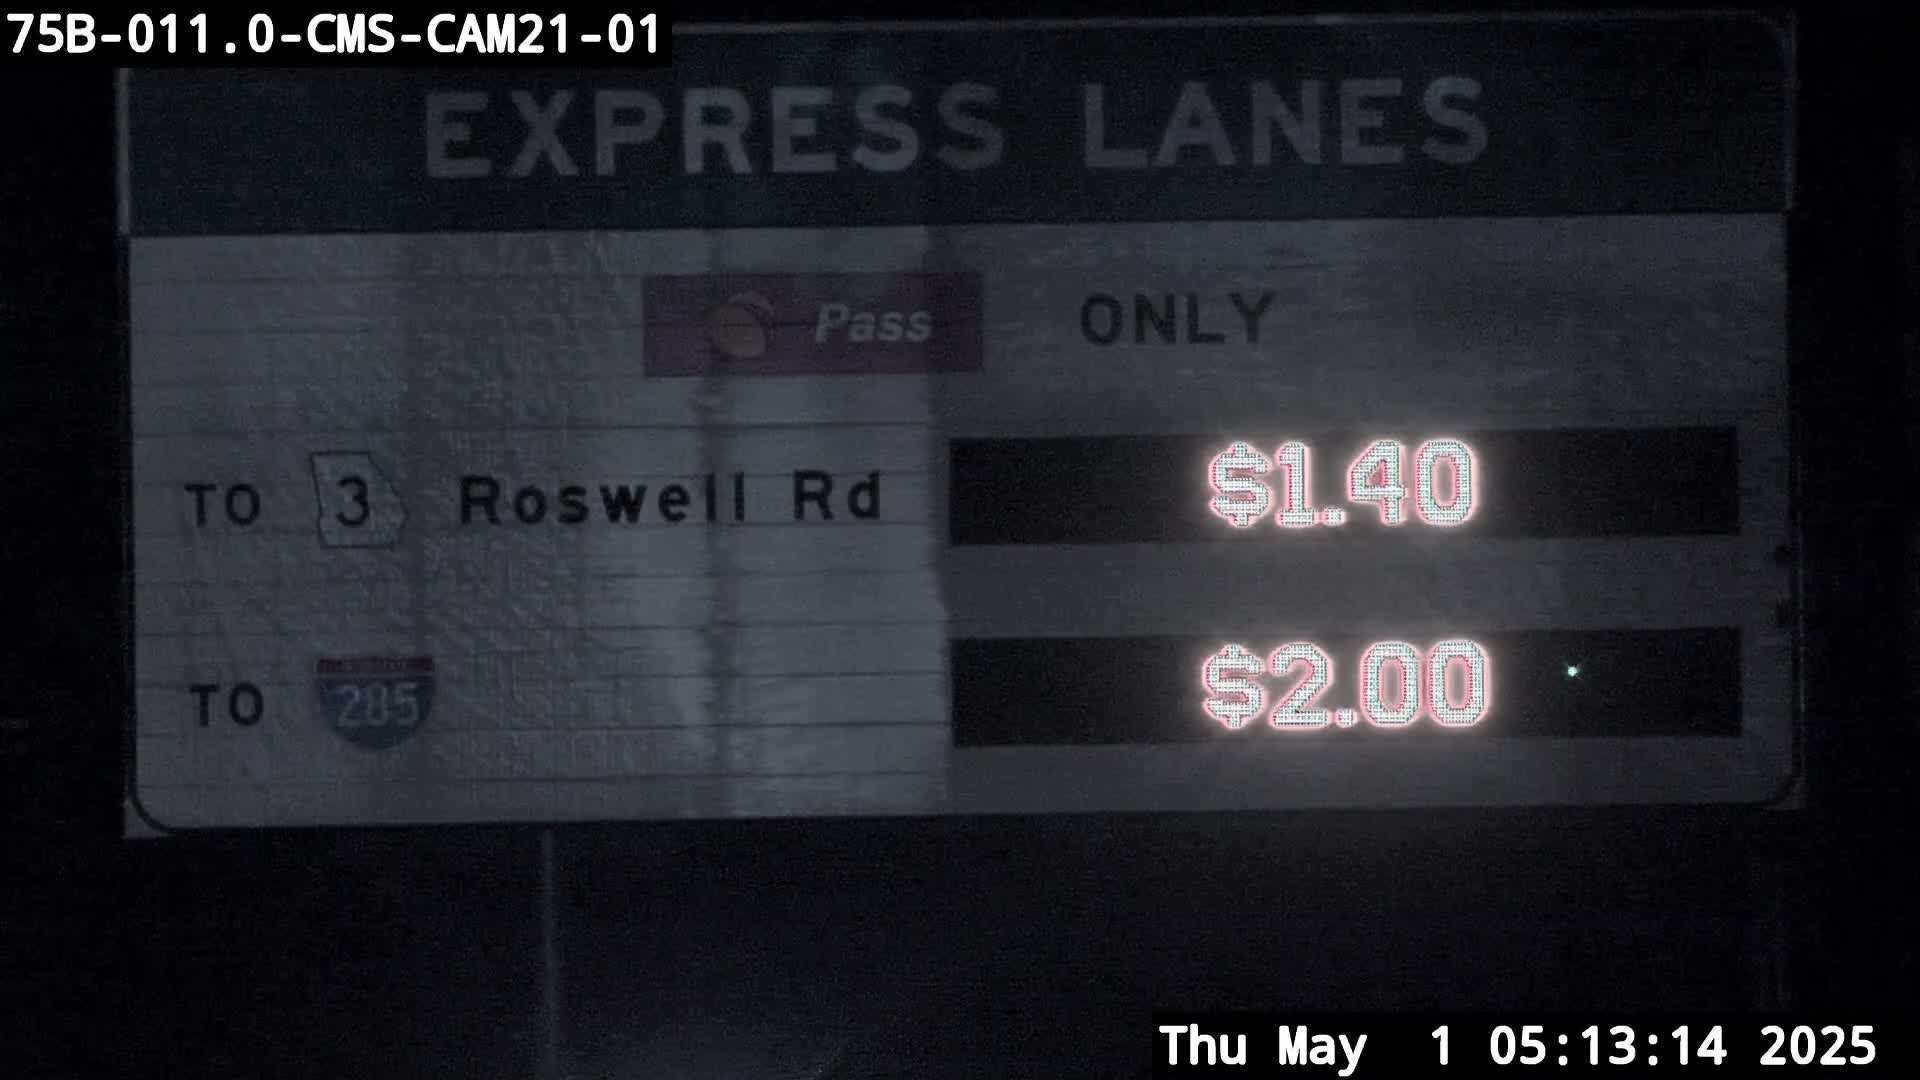 75B-011.0-CMS-CAM21-01
EXPRESS LANES
Pass ONLY
TO 3 Roswell Rd $1.40
TO 285 $2.00
Thu May 1 05:13:14 2025